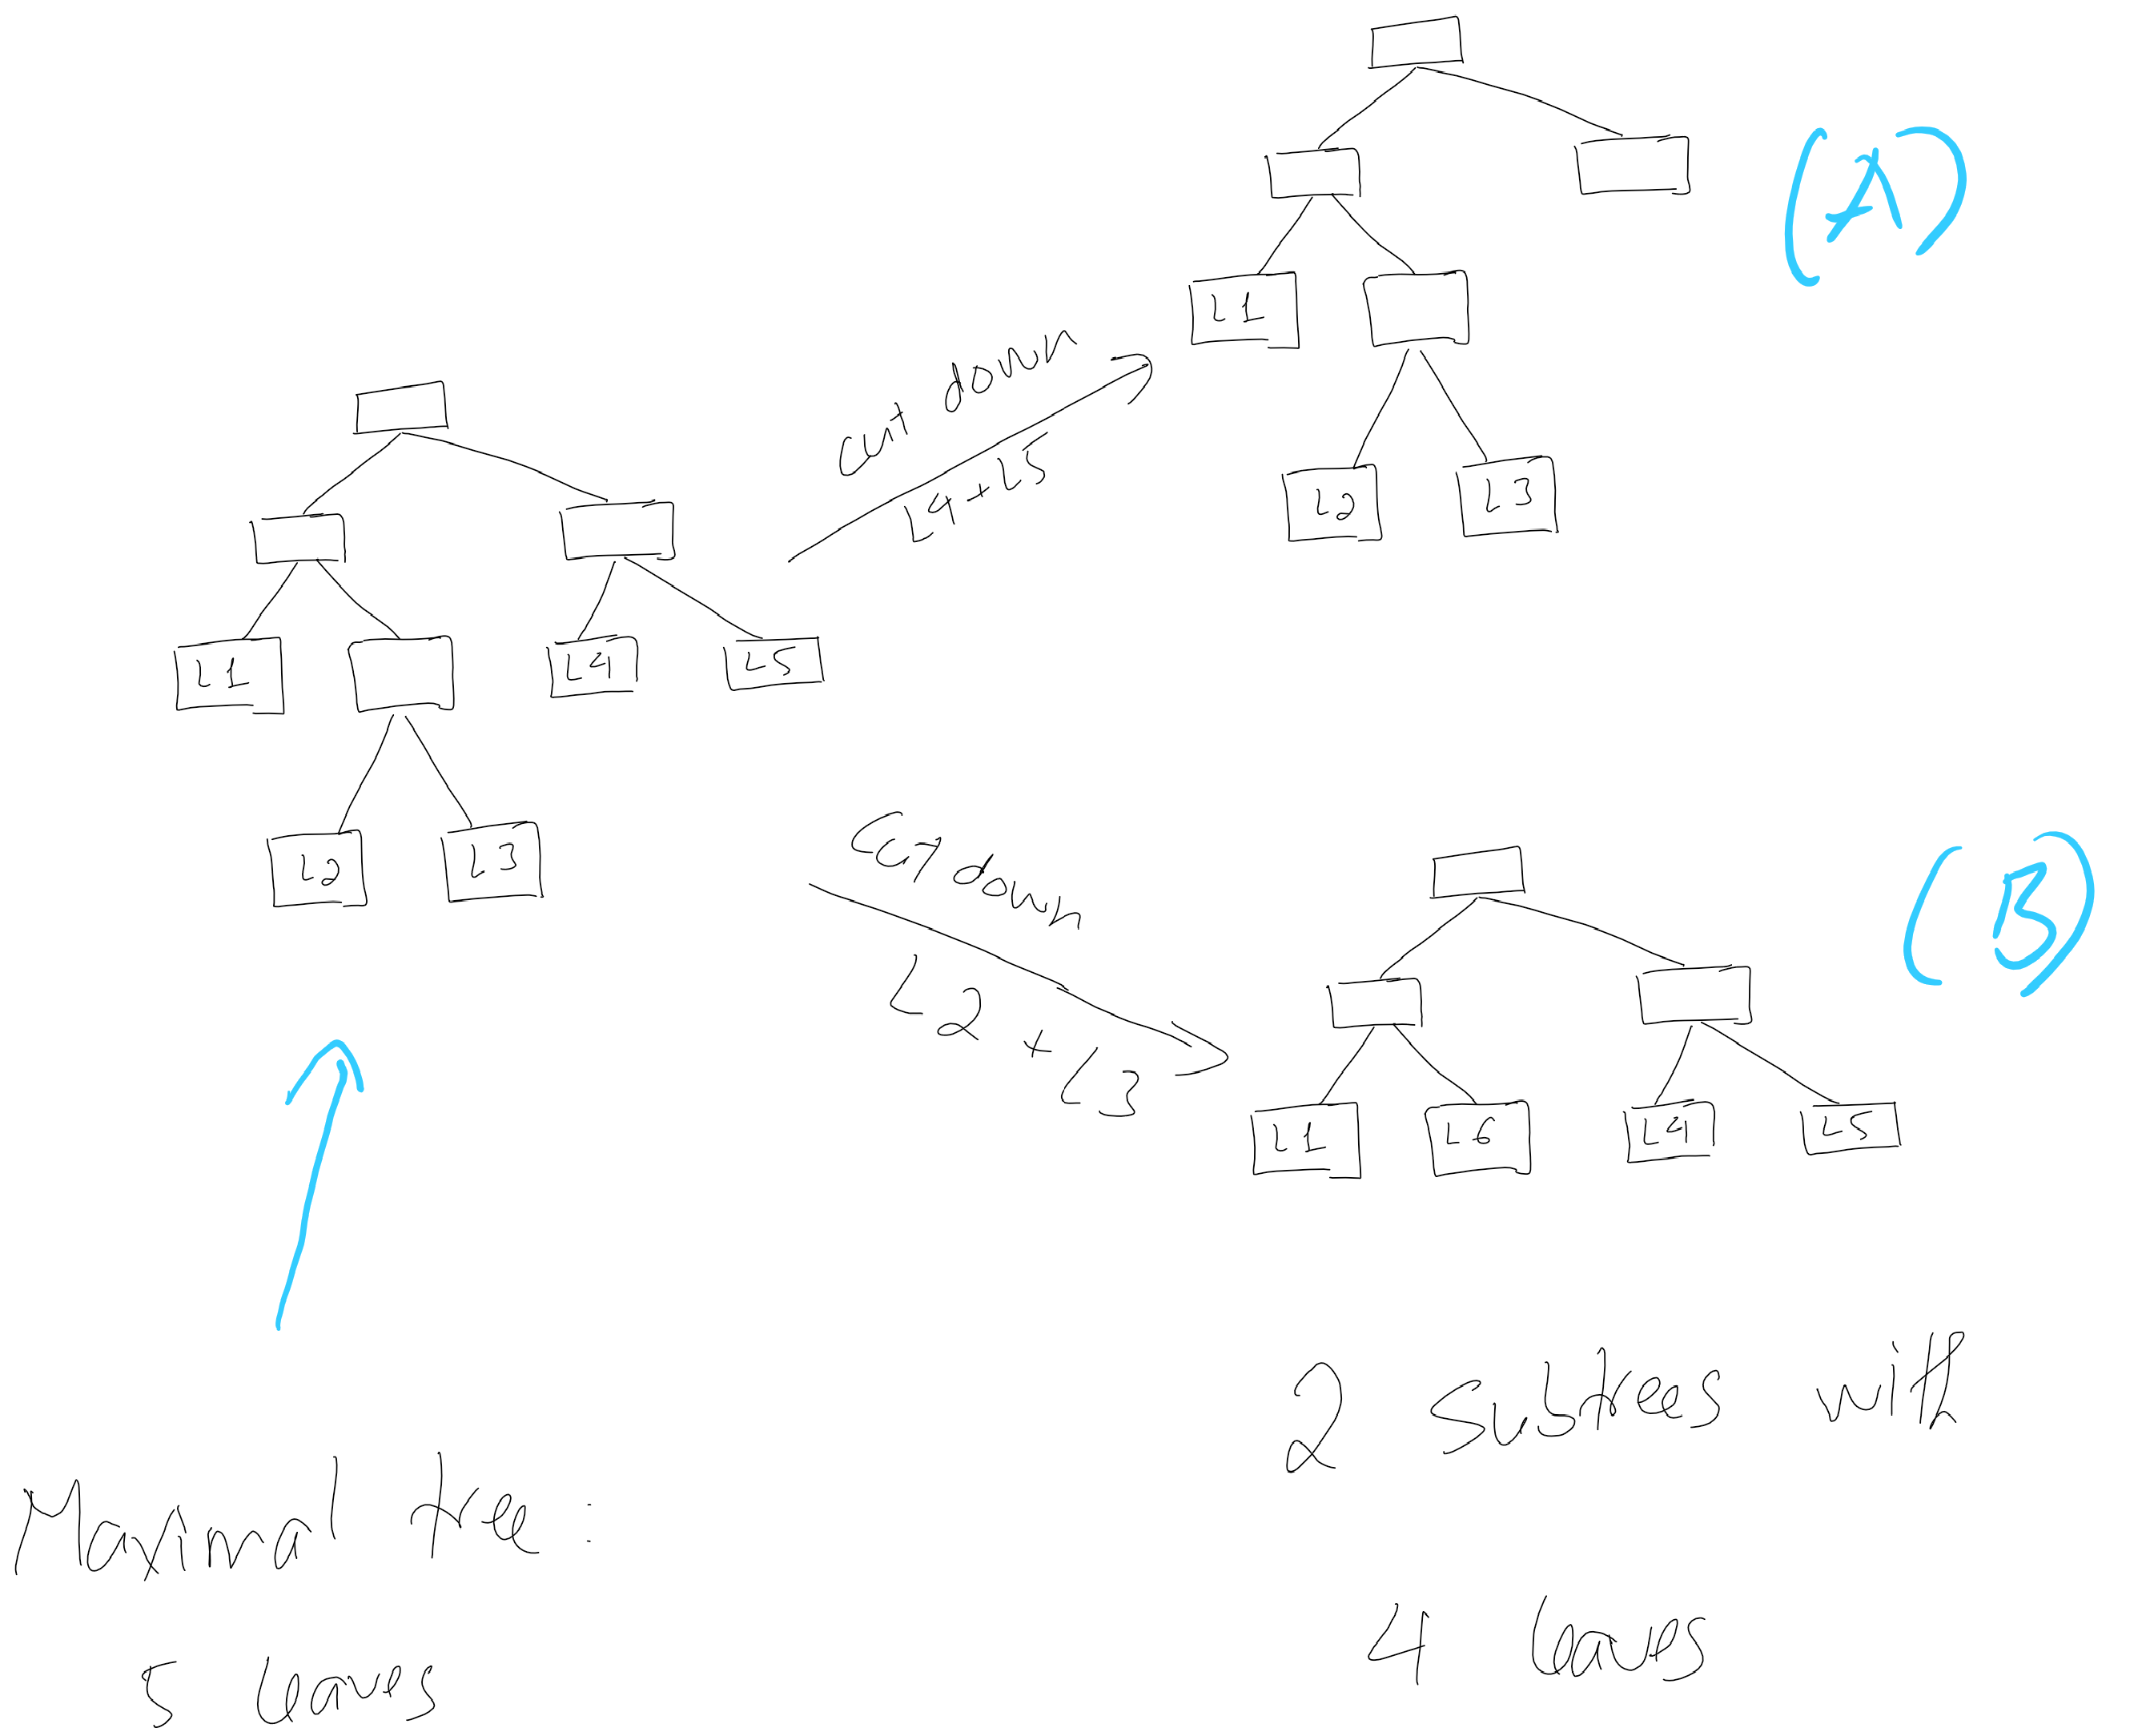 (A)
L1
L2
L3
Cut down
L4+L5
L1
L4
L5
L2
L3
Cut down
L2+L3
(B)
L1
L6
L4
L5
Maximal tree:
5 leaves
2 subtrees with
4 leaves